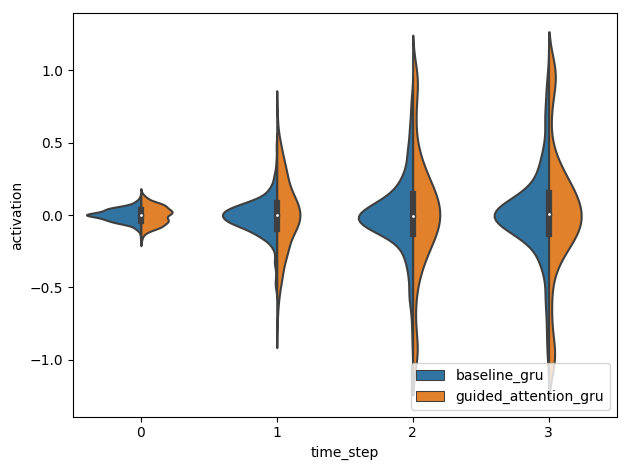 1.0
0.5
0.0
−0.5
−1.0
activation
0
1
2
3
time_step
baseline_gru
guided_attention_gru